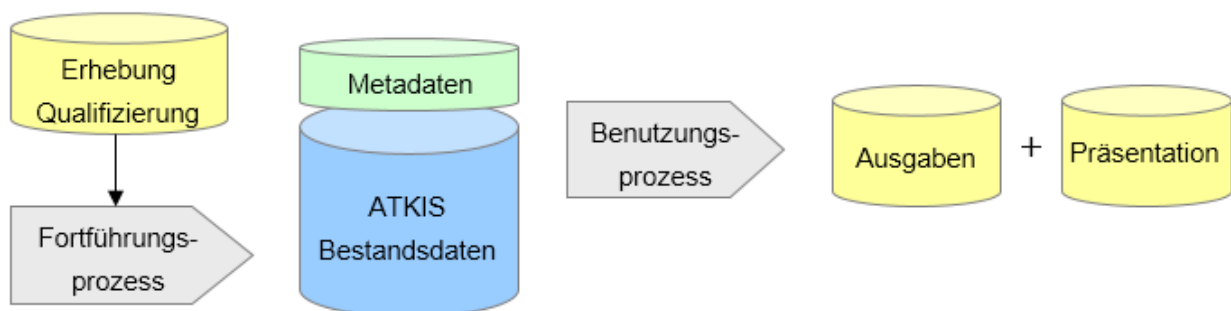 Erhebung
Qualifizierung
Fortführungs-
prozess
Metadaten
ATKIS
Bestandsdaten
Benutzungs-
prozess
Ausgaben
+
Präsentation